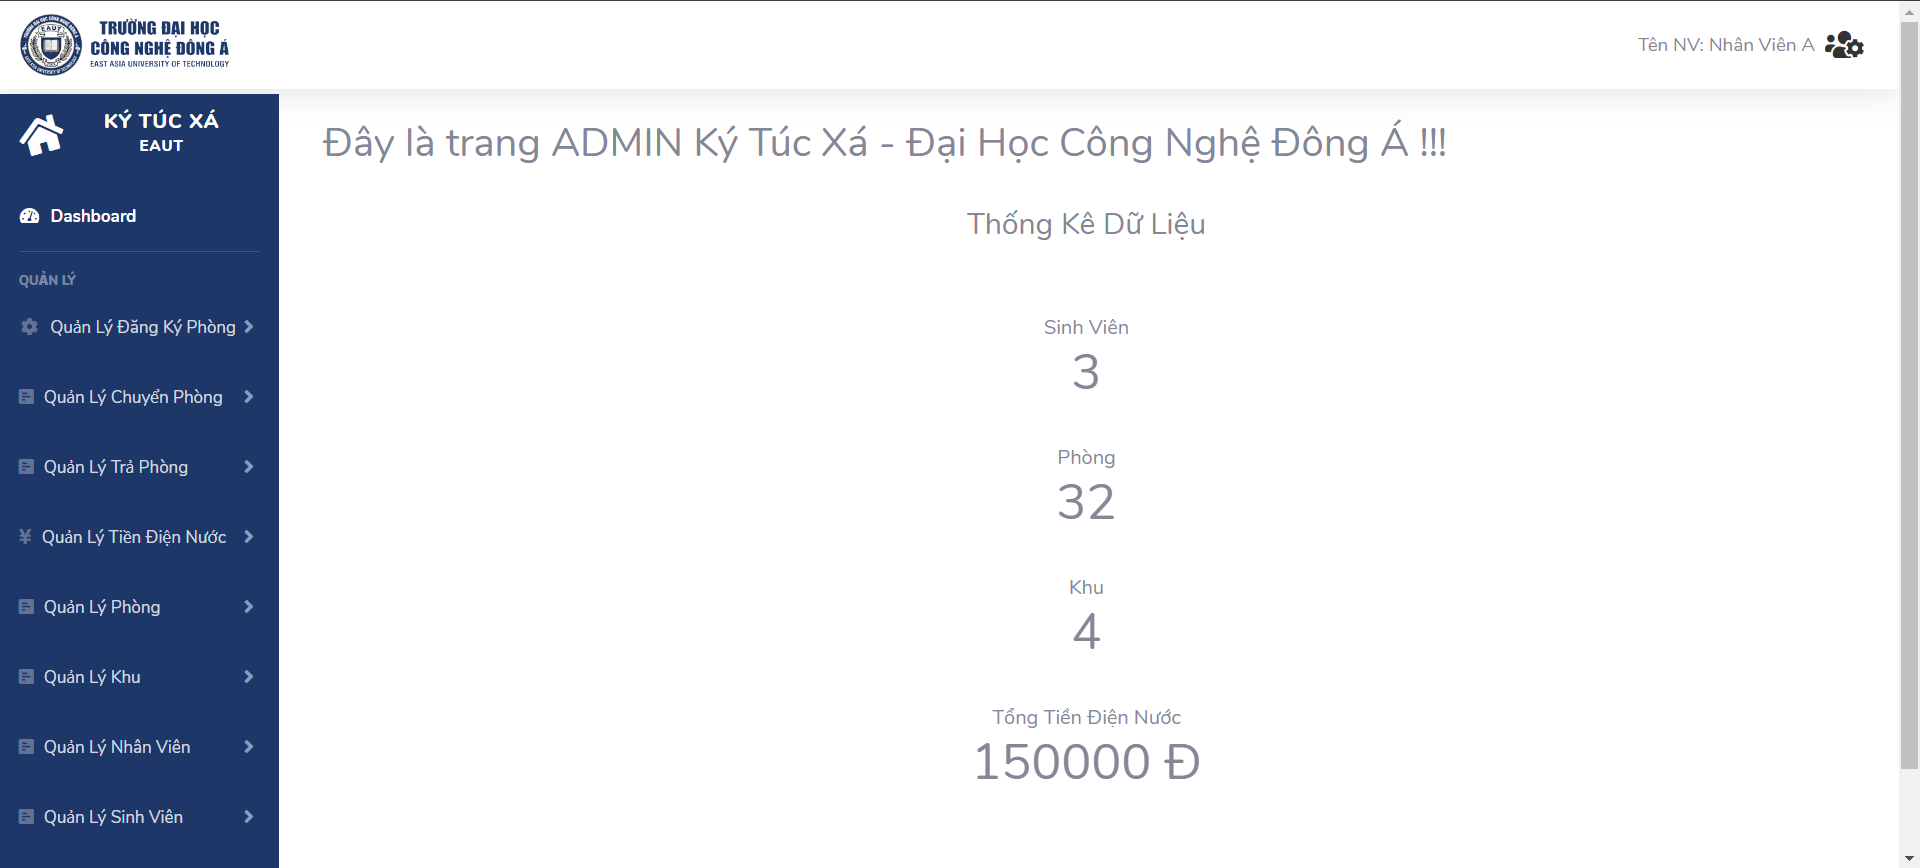 TRƯỜNG ĐẠI HỌC
CÔNG NGHỆ ĐÔNG Á
EAST ASIA UNIVERSITY OF TECHNOLOGY
Tên NV: Nhân Viên A
KÝ TÚC XÁ
EAUT
Dashboard
QUẢN LÝ
Quản Lý Đăng Ký Phòng
Quản Lý Chuyển Phòng
Quản Lý Trả Phòng
Quản Lý Tiền Điện Nước
Quản Lý Phòng
Quản Lý Khu
Quản Lý Nhân Viên
Quản Lý Sinh Viên
Đây là trang ADMIN Ký Túc Xá - Đại Học Công Nghệ Đông Á !!!
Thống Kê Dữ Liệu
Sinh Viên
3
Phòng
32
Khu
4
Tổng Tiền Điện Nước
150000 Đ